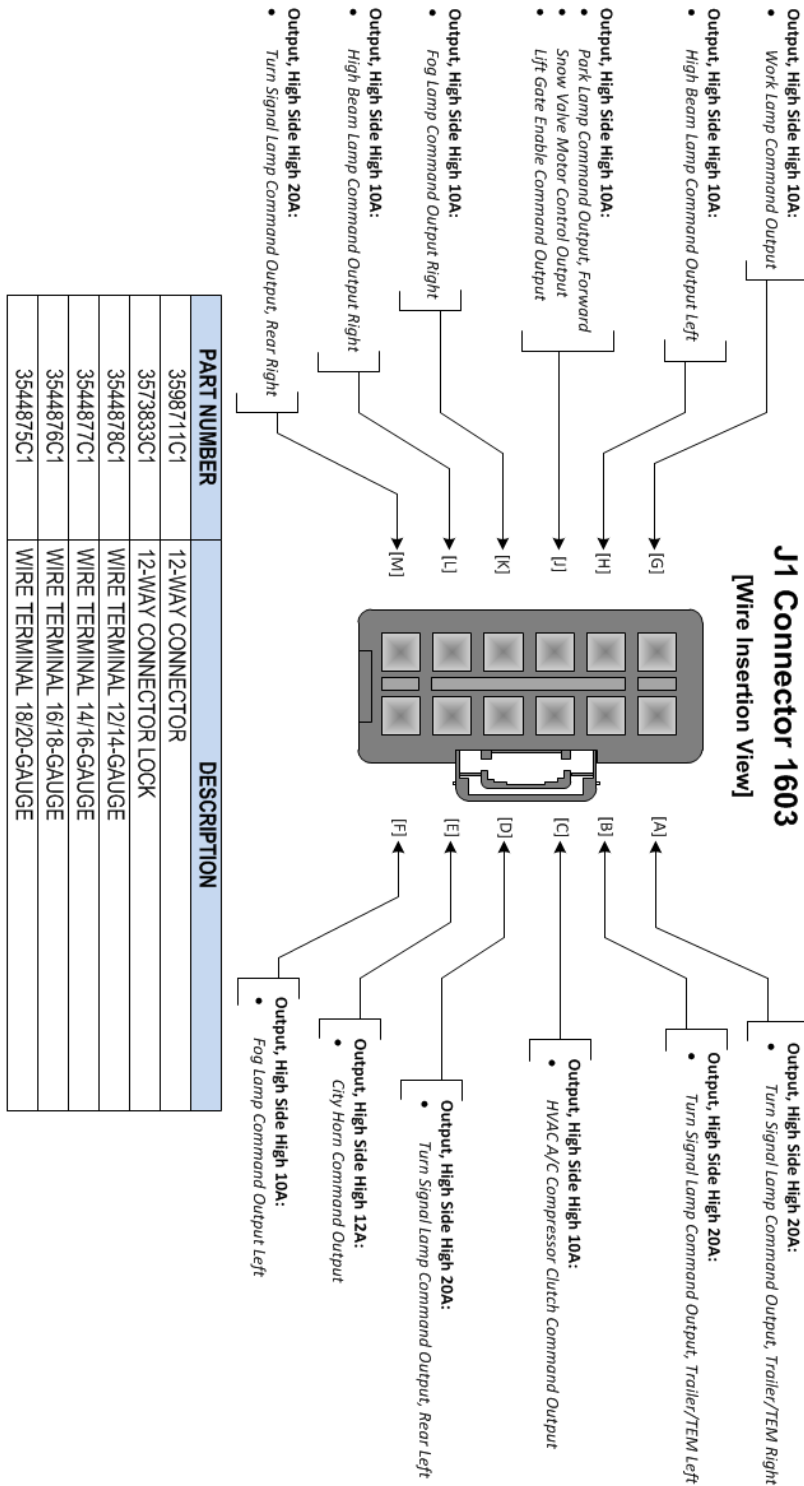 J1 Connector 1603
[Wire Insertion View]
Output, High Side High 10A:
• Work Lamp Command Output
Output, High Side High 10A:
• High Beam Lamp Command Output Left
Output, High Side High 10A:
• Park Lamp Command Output, Forward
• Snow Valve Motor Control Output
• Lift Gate Enable Command Output
Output, High Side High 10A:
• Fog Lamp Command Output Right
Output, High Side High 10A:
• High Beam Lamp Command Output Right
Output, High Side High 20A:
• Turn Signal Lamp Command Output, Rear Right
[G]
[H]
[J]
[K]
[L]
[M]
[A]
[B]
[C]
[D]
[E]
[F]
Output, High Side High 20A:
• Turn Signal Lamp Command Output, Trailer/TEM Right
Output, High Side High 20A:
• Turn Signal Lamp Command Output, Trailer/TEM Left
Output, High Side High 10A:
• HVAC A/C Compressor Clutch Command Output
Output, High Side High 20A:
• Turn Signal Lamp Command Output, Rear Left
Output, High Side High 12A:
• City Horn Command Output
Output, High Side High 10A:
• Fog Lamp Command Output Left
PART NUMBER DESCRIPTION
3598711C1 12-WAY CONNECTOR
3573833C1 12-WAY CONNECTOR LOCK
3544878C1 WIRE TERMINAL 12/14-GAUGE
3544877C1 WIRE TERMINAL 14/16-GAUGE
3544876C1 WIRE TERMINAL 16/18-GAUGE
3544875C1 WIRE TERMINAL 18/20-GAUGE